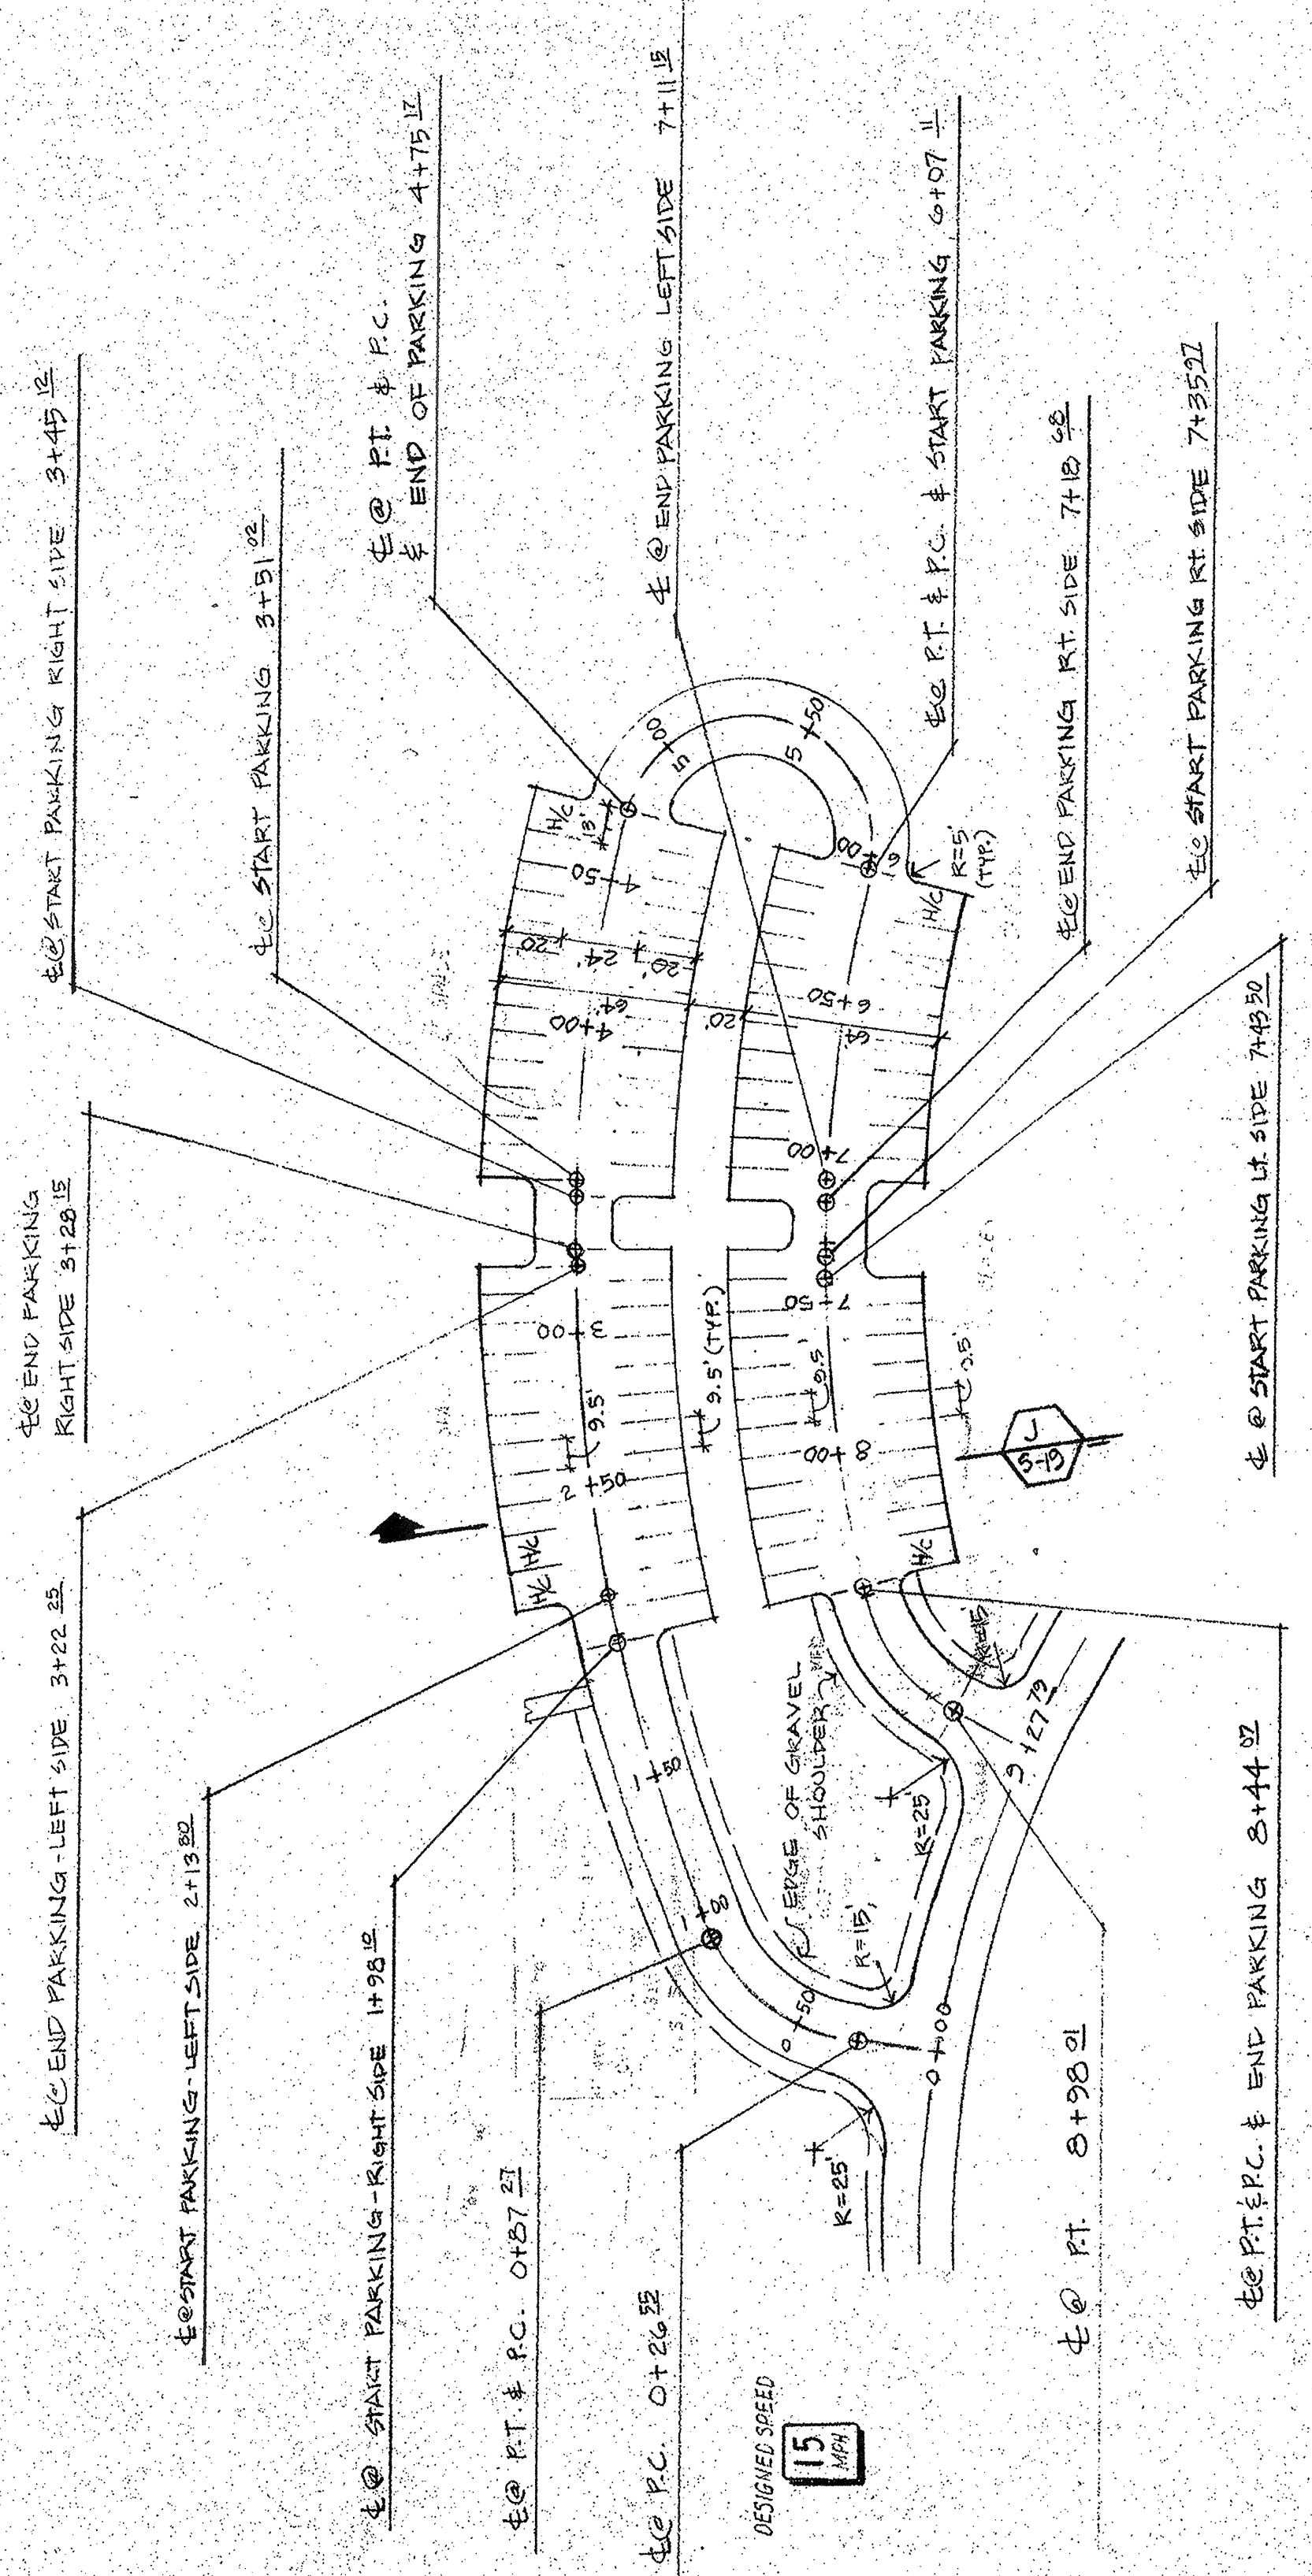 ℄@ START PARKING RIGHT SIDE 3+45 12
℄@ START PARKING 3+51 02
℄ @ P.T. & P.C.
& END OF PARKING 4+75 17
℄ @ END PARKING LEFT SIDE 7+11 15
℄@ P.T. & P.C. & START PARKING 6+07 11
℄@ END PARKING RT. SIDE 7+18 68
℄@ START PARKING RT. SIDE 7+35 97
℄ @ START PARKING Lt. SIDE 7+43 50
℄@ END PARKING
RIGHT SIDE 3+28 15
℄@ END PARKING - LEFT SIDE 3+22 25
℄@ START PARKING - LEFT SIDE 2+13 80
℄@ START PARKING - RIGHT SIDE 1+98 10
℄@ P.T. & P.C. 0+87 27
℄@ P.C. 0+26 55
℄@ P.T. 8+98 01
℄@ P.T. & P.C. & END PARKING 8+44 07
DESIGNED SPEED
15
MPH
0+00
0+50
1+00
1+50
2+50
3+00
4+00
4+50
5+00
5+50
6+00
6+50
7+00
7+50
8+00
9+27 79
H/C
H/C
H/C
H/C
H/C
13'
20'
24'
20'
64'
20'
64'
9.5'
9.5' (TYP.)
9.5'
9.5'
R=5'
(TYP.)
J
5-19
EDGE OF GRAVEL
SHOULDER
R=25'
R=15'
R=25'
R=15'